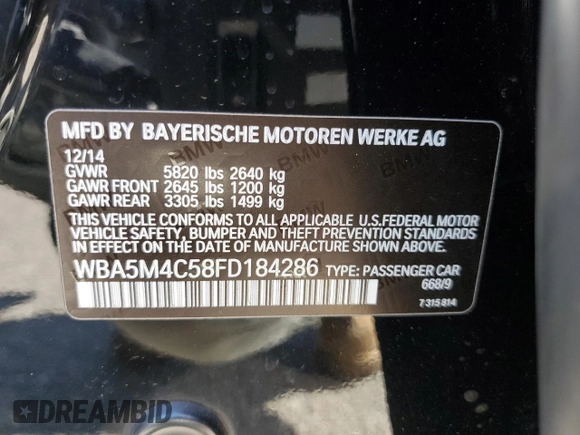 MFD BY BAYERISCHE MOTOREN WERKE AG
12/14
GVWR 5820 lbs 2640 kg
GAWR FRONT 2645 lbs 1200 kg
GAWR REAR 3305 lbs 1499 kg
THIS VEHICLE CONFORMS TO ALL APPLICABLE U.S.FEDERAL MOTOR
VEHICLE SAFETY, BUMPER AND THEFT PREVENTION STANDARDS
IN EFFECT ON THE DATE OF MANUFACTURE SHOWN ABOVE.
WBA5M4C58FD184286 TYPE: PASSENGER CAR
668/9
7315814
DREAMBID